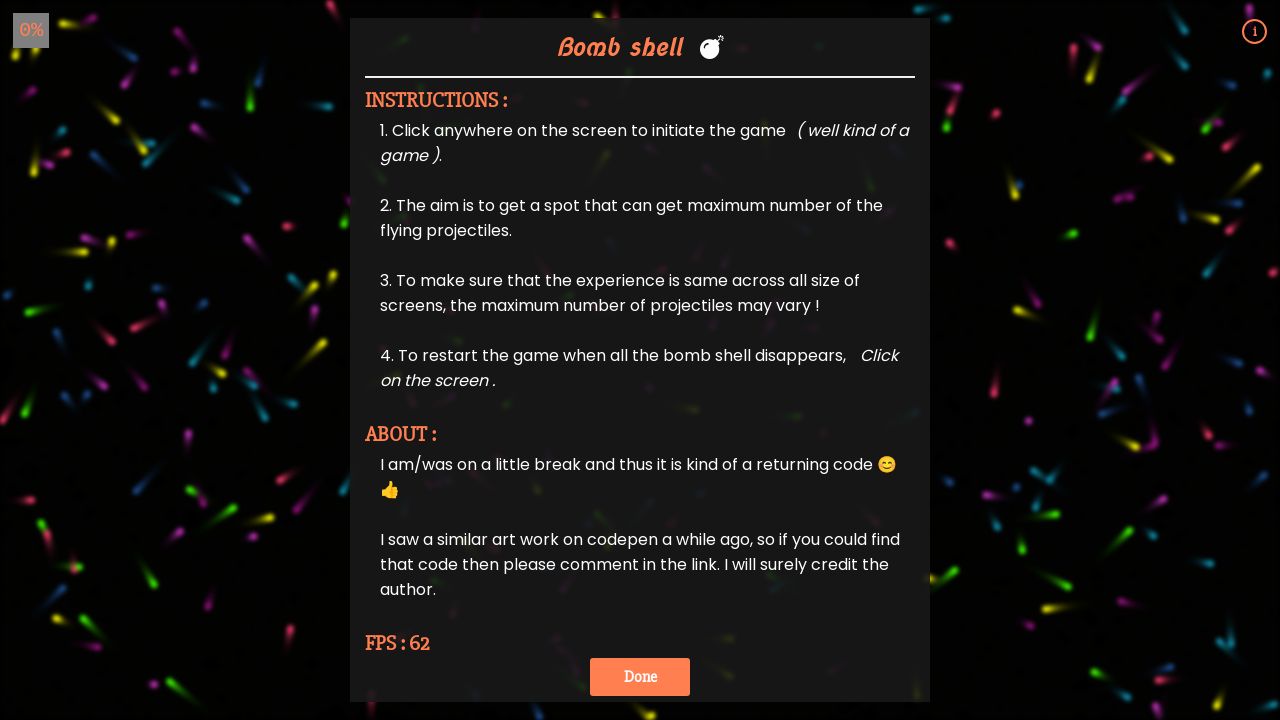 0%
i
Bomb shell 💣
INSTRUCTIONS :
1. Click anywhere on the screen to initiate the game ( well kind of a
game ).
2. The aim is to get a spot that can get maximum number of the
flying projectiles.
3. To make sure that the experience is same across all size of
screens, the maximum number of projectiles may vary !
4. To restart the game when all the bomb shell disappears, Click
on the screen .
ABOUT :
I am/was on a little break and thus it is kind of a returning code 😊
👍
I saw a similar art work on codepen a while ago, so if you could find
that code then please comment in the link. I will surely credit the
author.
FPS : 62
Done